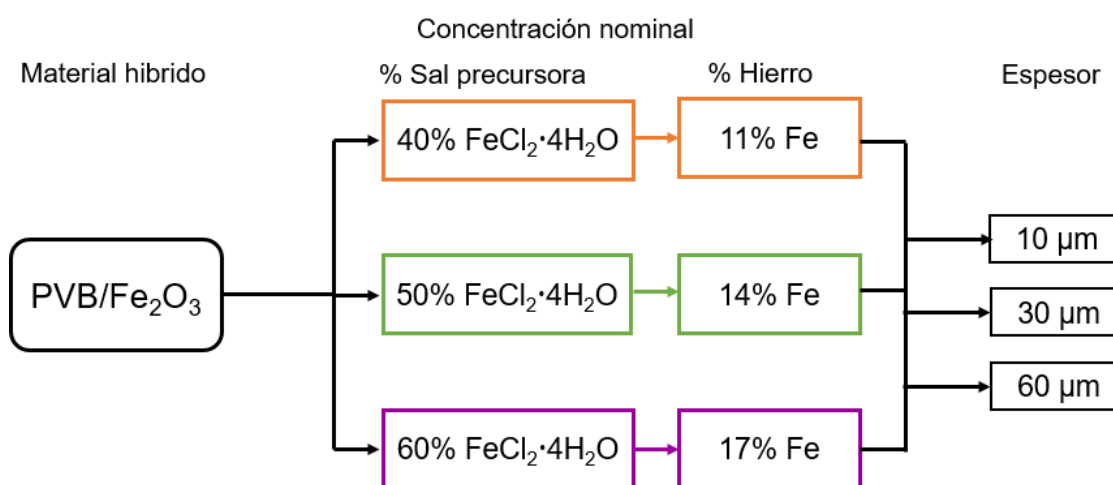 Concentración nominal
Material hibrido
% Sal precursora
% Hierro
Espesor
40% FeCl₂·4H₂O
11% Fe
10 µm
PVB/Fe₂O₃
50% FeCl₂·4H₂O
14% Fe
30 µm
60 µm
60% FeCl₂·4H₂O
17% Fe